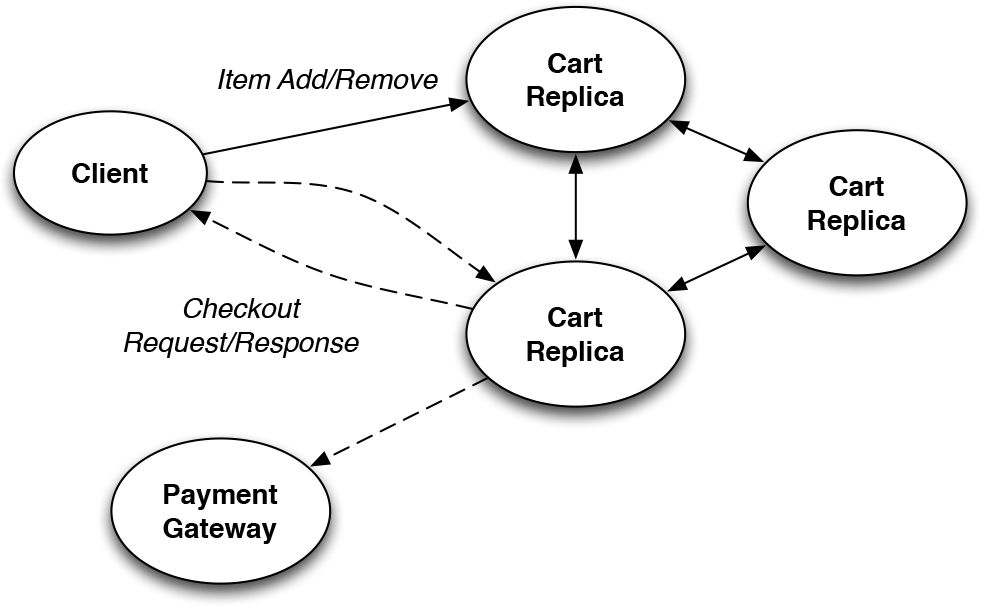 Item Add/Remove
Cart
Replica
Client
Cart
Replica
Checkout
Request/Response
Cart
Replica
Payment
Gateway